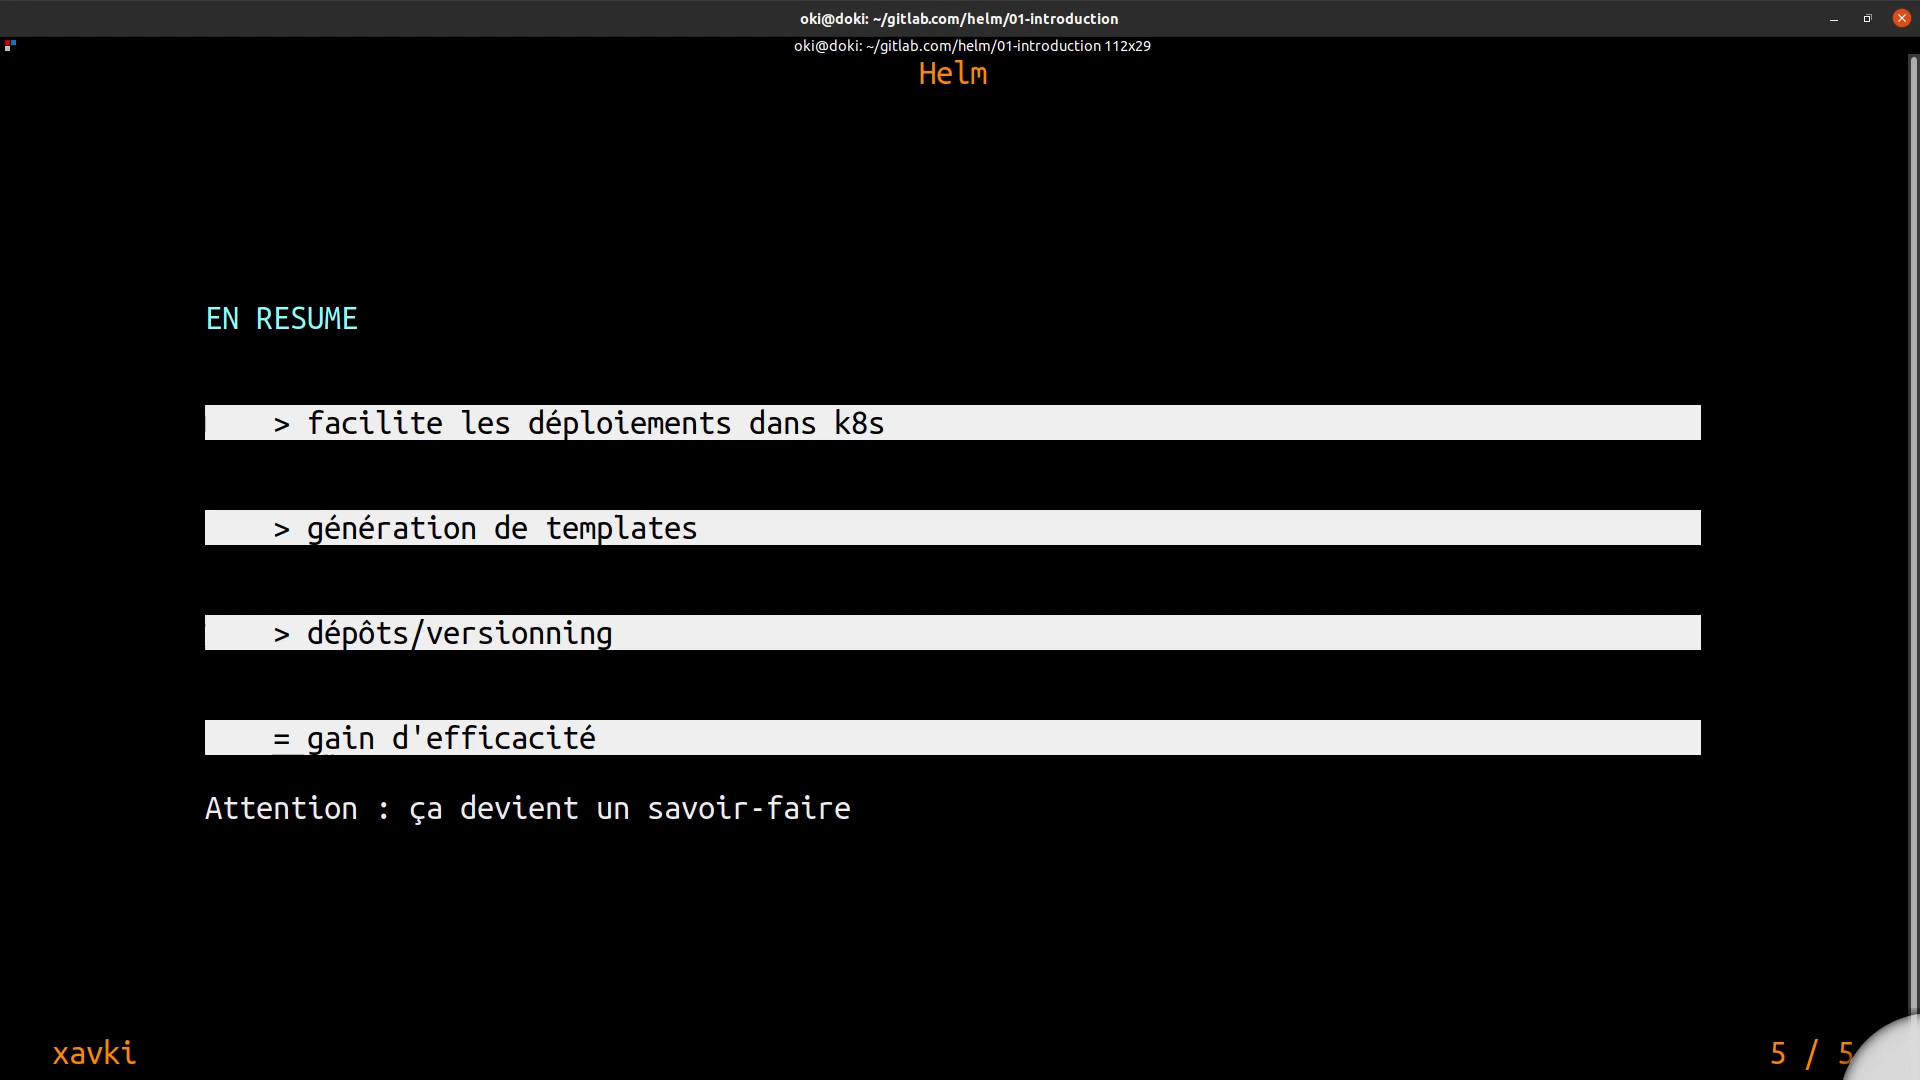 oki@doki: ~/gitlab.com/helm/01-introduction
oki@doki: ~/gitlab.com/helm/01-introduction 112x29
Helm
EN RESUME
> facilite les déploiements dans k8s
> génération de templates
> dépôts/versionning
= gain d'efficacité
Attention : ça devient un savoir-faire
xavki
5 / 5